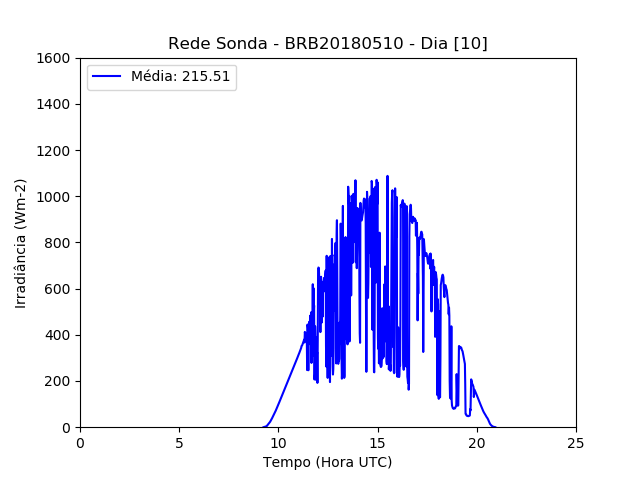 Rede Sonda - BRB20180510 - Dia [10]
Média: 215.51
Irradiância (Wm-2)
1600
1400
1200
1000
800
600
400
200
0
0 5 10 15 20 25
Tempo (Hora UTC)